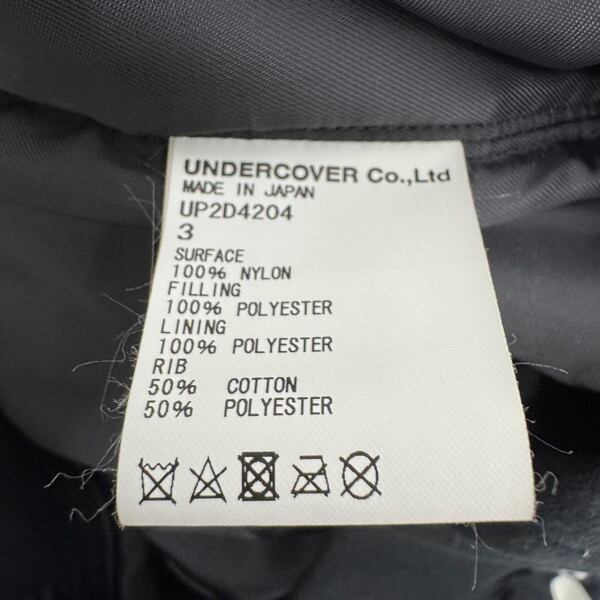 UNDERCOVER Co.,Ltd
MADE IN JAPAN
UP2D4204
3
SURFACE
100% NYLON
FILLING
100% POLYESTER
LINING
100% POLYESTER
RIB
50% COTTON
50% POLYESTER